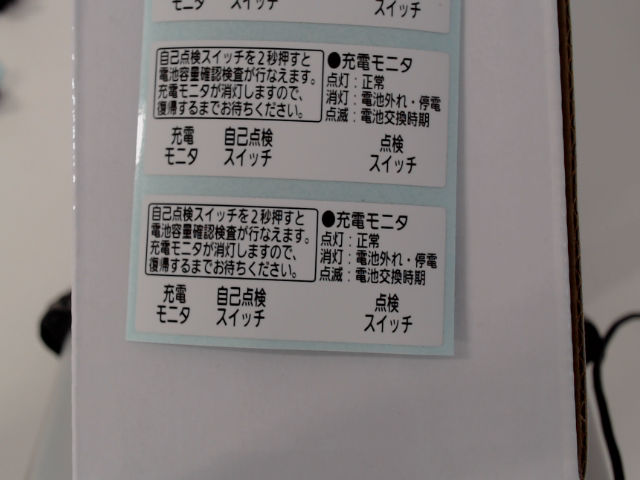 モニタ スイッチ スイッチ
自己点検スイッチを2秒押すと
電池容量確認検査が行なえます。
充電モニタが消灯しますので、
復帰するまでお待ちください。
●充電モニタ
点灯：正常
消灯：電池外れ・停電
点滅：電池交換時期
充電 自己点検 点検
モニタ スイッチ スイッチ
自己点検スイッチを2秒押すと
電池容量確認検査が行なえます。
充電モニタが消灯しますので、
復帰するまでお待ちください。
●充電モニタ
点灯：正常
消灯：電池外れ・停電
点滅：電池交換時期
充電 自己点検 点検
モニタ スイッチ スイッチ